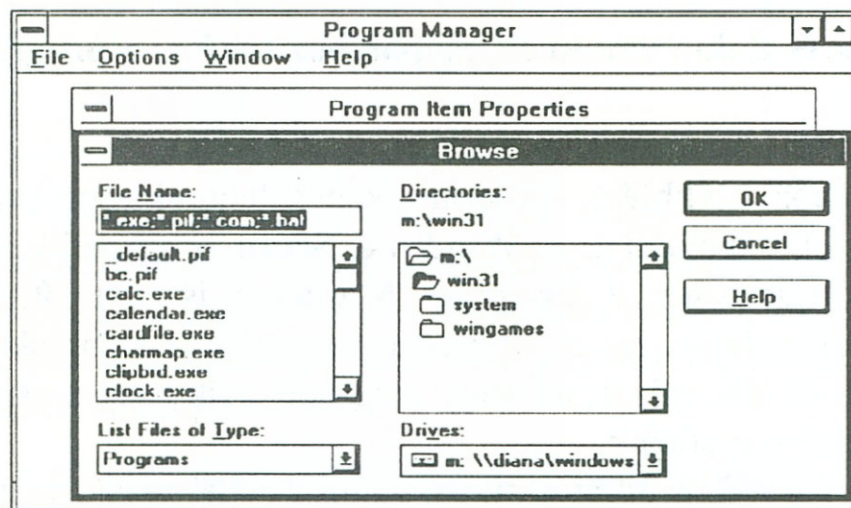 Program Manager
File Options Window Help
Program Item Properties
Browse
File Name:
*.exe;*.pif;*.com;*.bat
_default.pif
bc.pif
calc.exe
calendar.exe
cardfile.exe
charmap.exe
clipbrd.exe
clock.exe
List Files of Type:
Programs
Directories:
m:\win31
m:\
win31
system
wingames
Drives:
m: \\diana\windows
OK
Cancel
Help